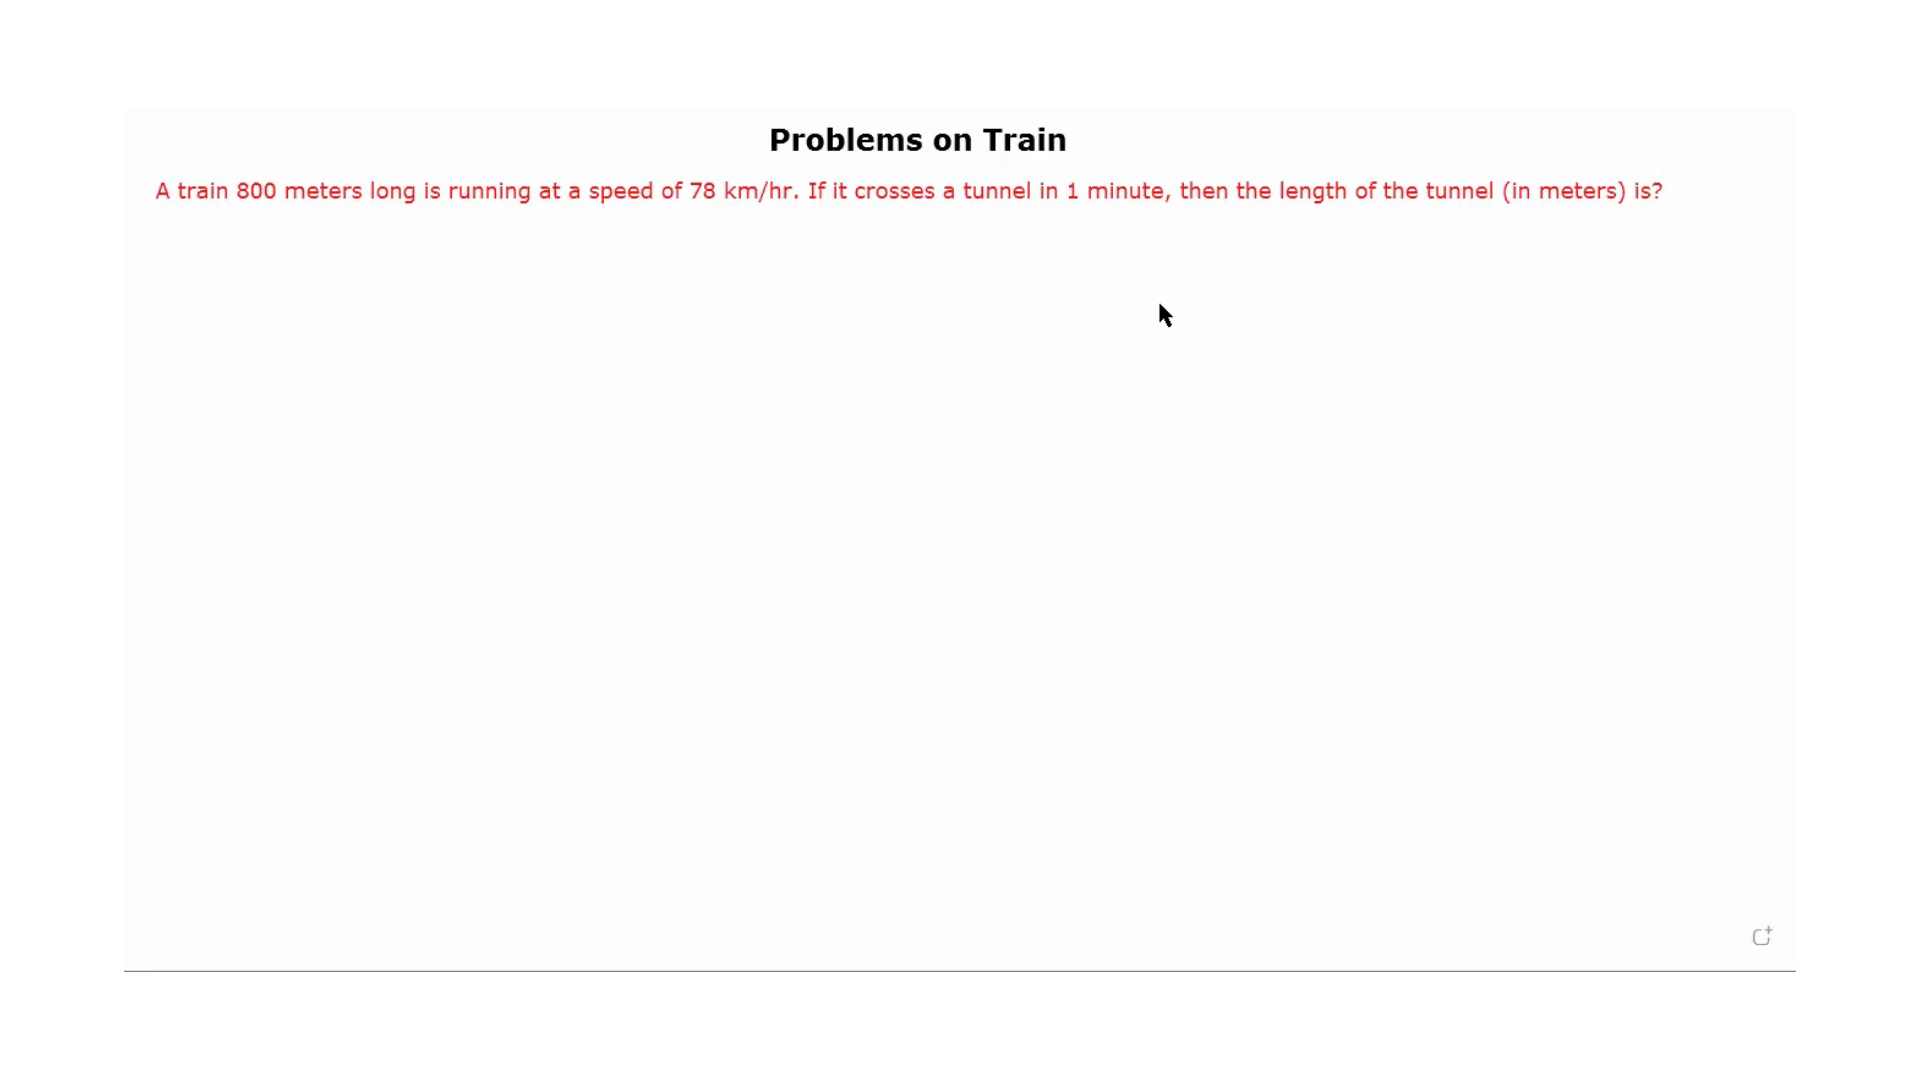 Problems on Train
A train 800 meters long is running at a speed of 78 km/hr. If it crosses a tunnel in 1 minute, then the length of the tunnel (in meters) is?